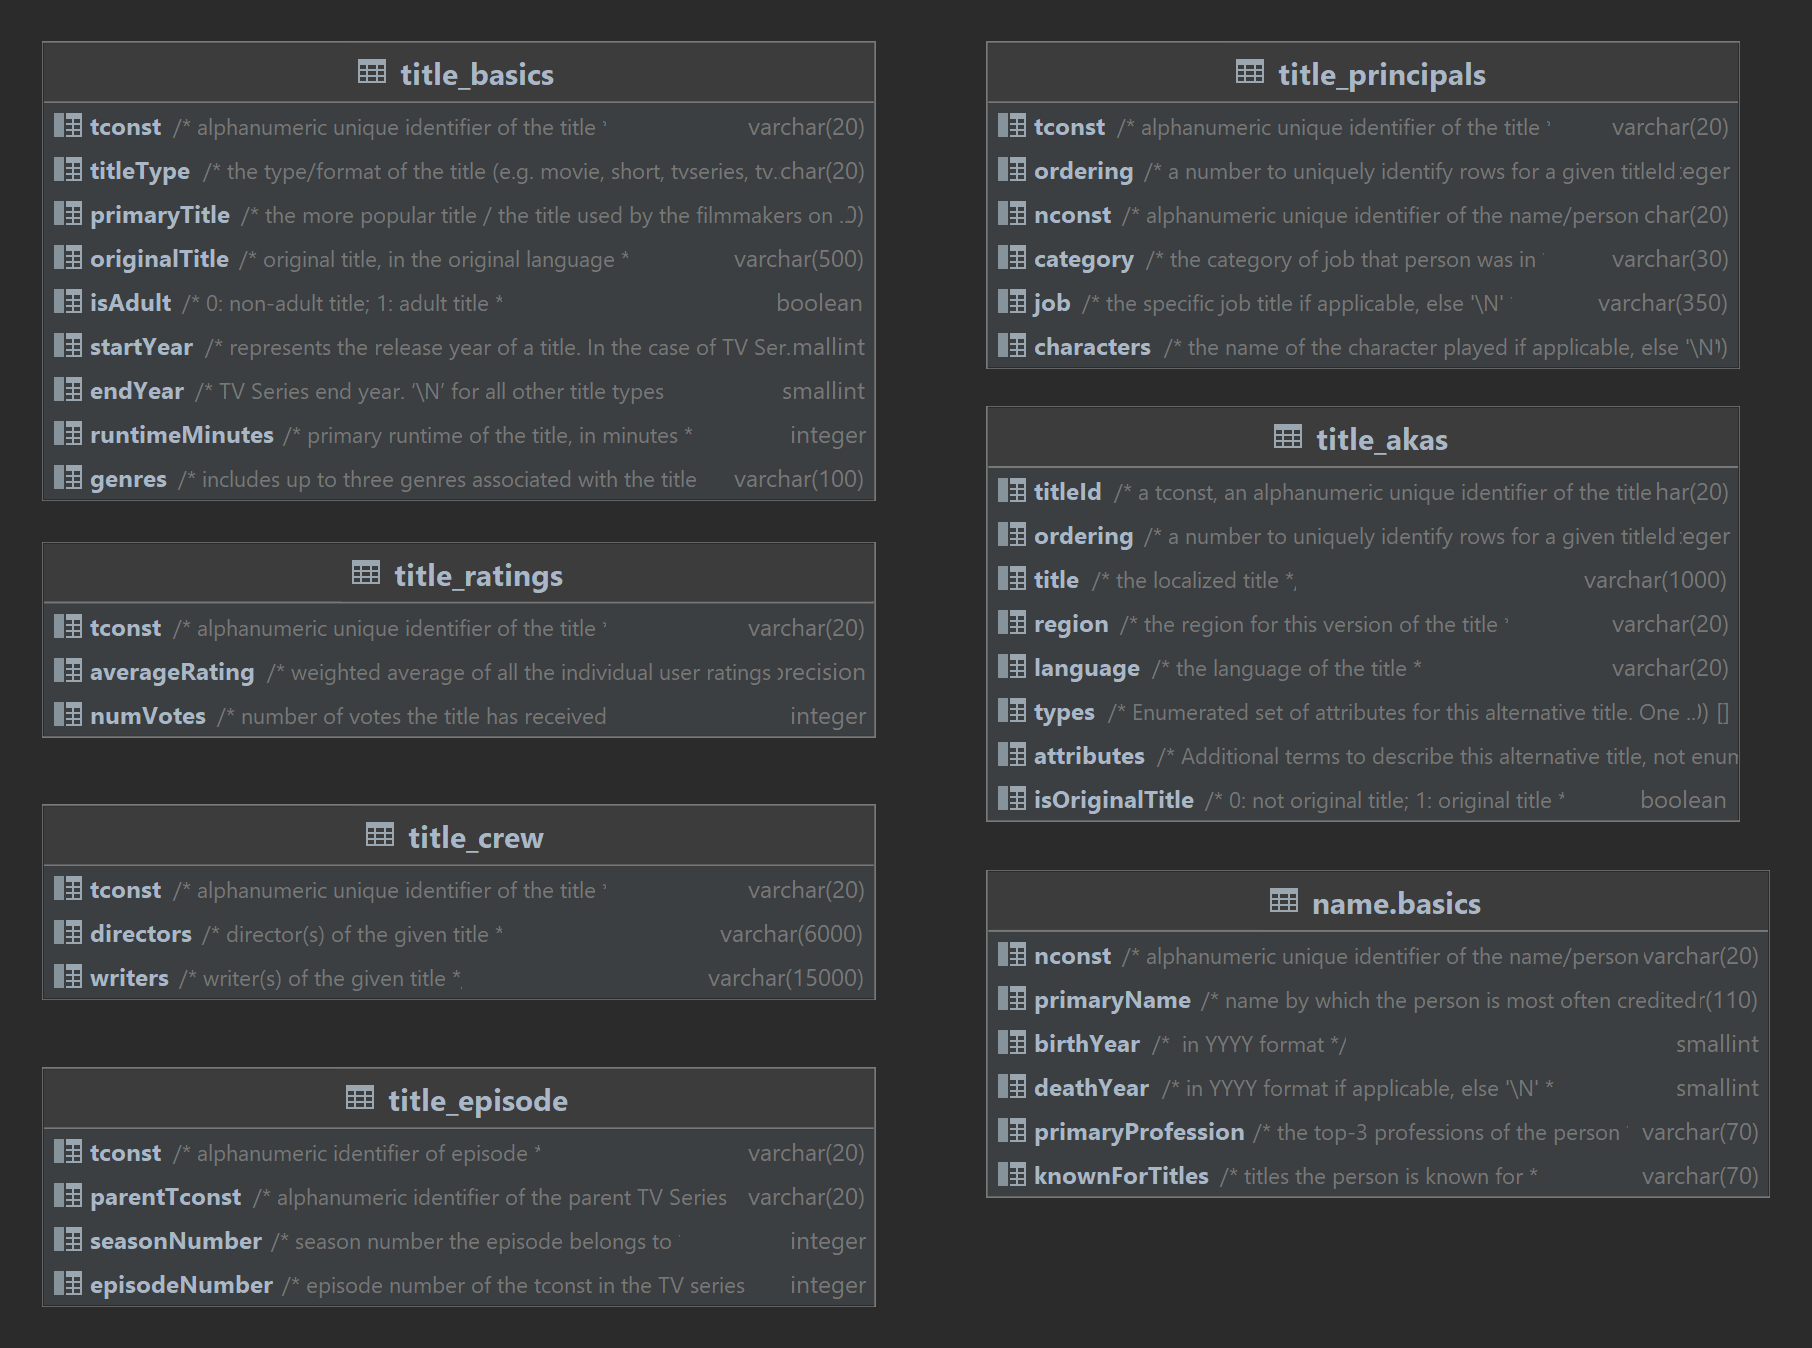 title_basics
tconst /* alphanumeric unique identifier of the title * varchar(20)
titleType /* the type/format of the title (e.g. movie, short, tvseries, tv.char(20)
primaryTitle /* the more popular title / the title used by the filmmakers on ..0)
originalTitle /* original title, in the original language * varchar(500)
isAdult /* 0: non-adult title; 1: adult title * boolean
startYear /* represents the release year of a title. In the case of TV Ser.mallint
endYear /* TV Series end year. ‘\N’ for all other title types smallint
runtimeMinutes /* primary runtime of the title, in minutes * integer
genres /* includes up to three genres associated with the title varchar(100)
title_ratings
tconst /* alphanumeric unique identifier of the title * varchar(20)
averageRating /* weighted average of all the individual user ratings precision
numVotes /* number of votes the title has received integer
title_crew
tconst /* alphanumeric unique identifier of the title * varchar(20)
directors /* director(s) of the given title * varchar(6000)
writers /* writer(s) of the given title * varchar(15000)
title_episode
tconst /* alphanumeric identifier of episode * varchar(20)
parentTconst /* alphanumeric identifier of the parent TV Series varchar(20)
seasonNumber /* season number the episode belongs to integer
episodeNumber /* episode number of the tconst in the TV series integer
title_principals
tconst /* alphanumeric unique identifier of the title * varchar(20)
ordering /* a number to uniquely identify rows for a given titleId eger
nconst /* alphanumeric unique identifier of the name/person char(20)
category /* the category of job that person was in varchar(30)
job /* the specific job title if applicable, else '\N' varchar(350)
characters /* the name of the character played if applicable, else '\N')
title_akas
titleId /* a tconst, an alphanumeric unique identifier of the title har(20)
ordering /* a number to uniquely identify rows for a given titleId eger
title /* the localized title * varchar(1000)
region /* the region for this version of the title * varchar(20)
language /* the language of the title * varchar(20)
types /* Enumerated set of attributes for this alternative title. One ..)) []
attributes /* Additional terms to describe this alternative title, not enum
isOriginalTitle /* 0: not original title; 1: original title * boolean
name.basics
nconst /* alphanumeric unique identifier of the name/person varchar(20)
primaryName /* name by which the person is most often credited r(110)
birthYear /* in YYYY format */ smallint
deathYear /* in YYYY format if applicable, else '\N' * smallint
primaryProfession /* the top-3 professions of the person varchar(70)
knownForTitles /* titles the person is known for * varchar(70)